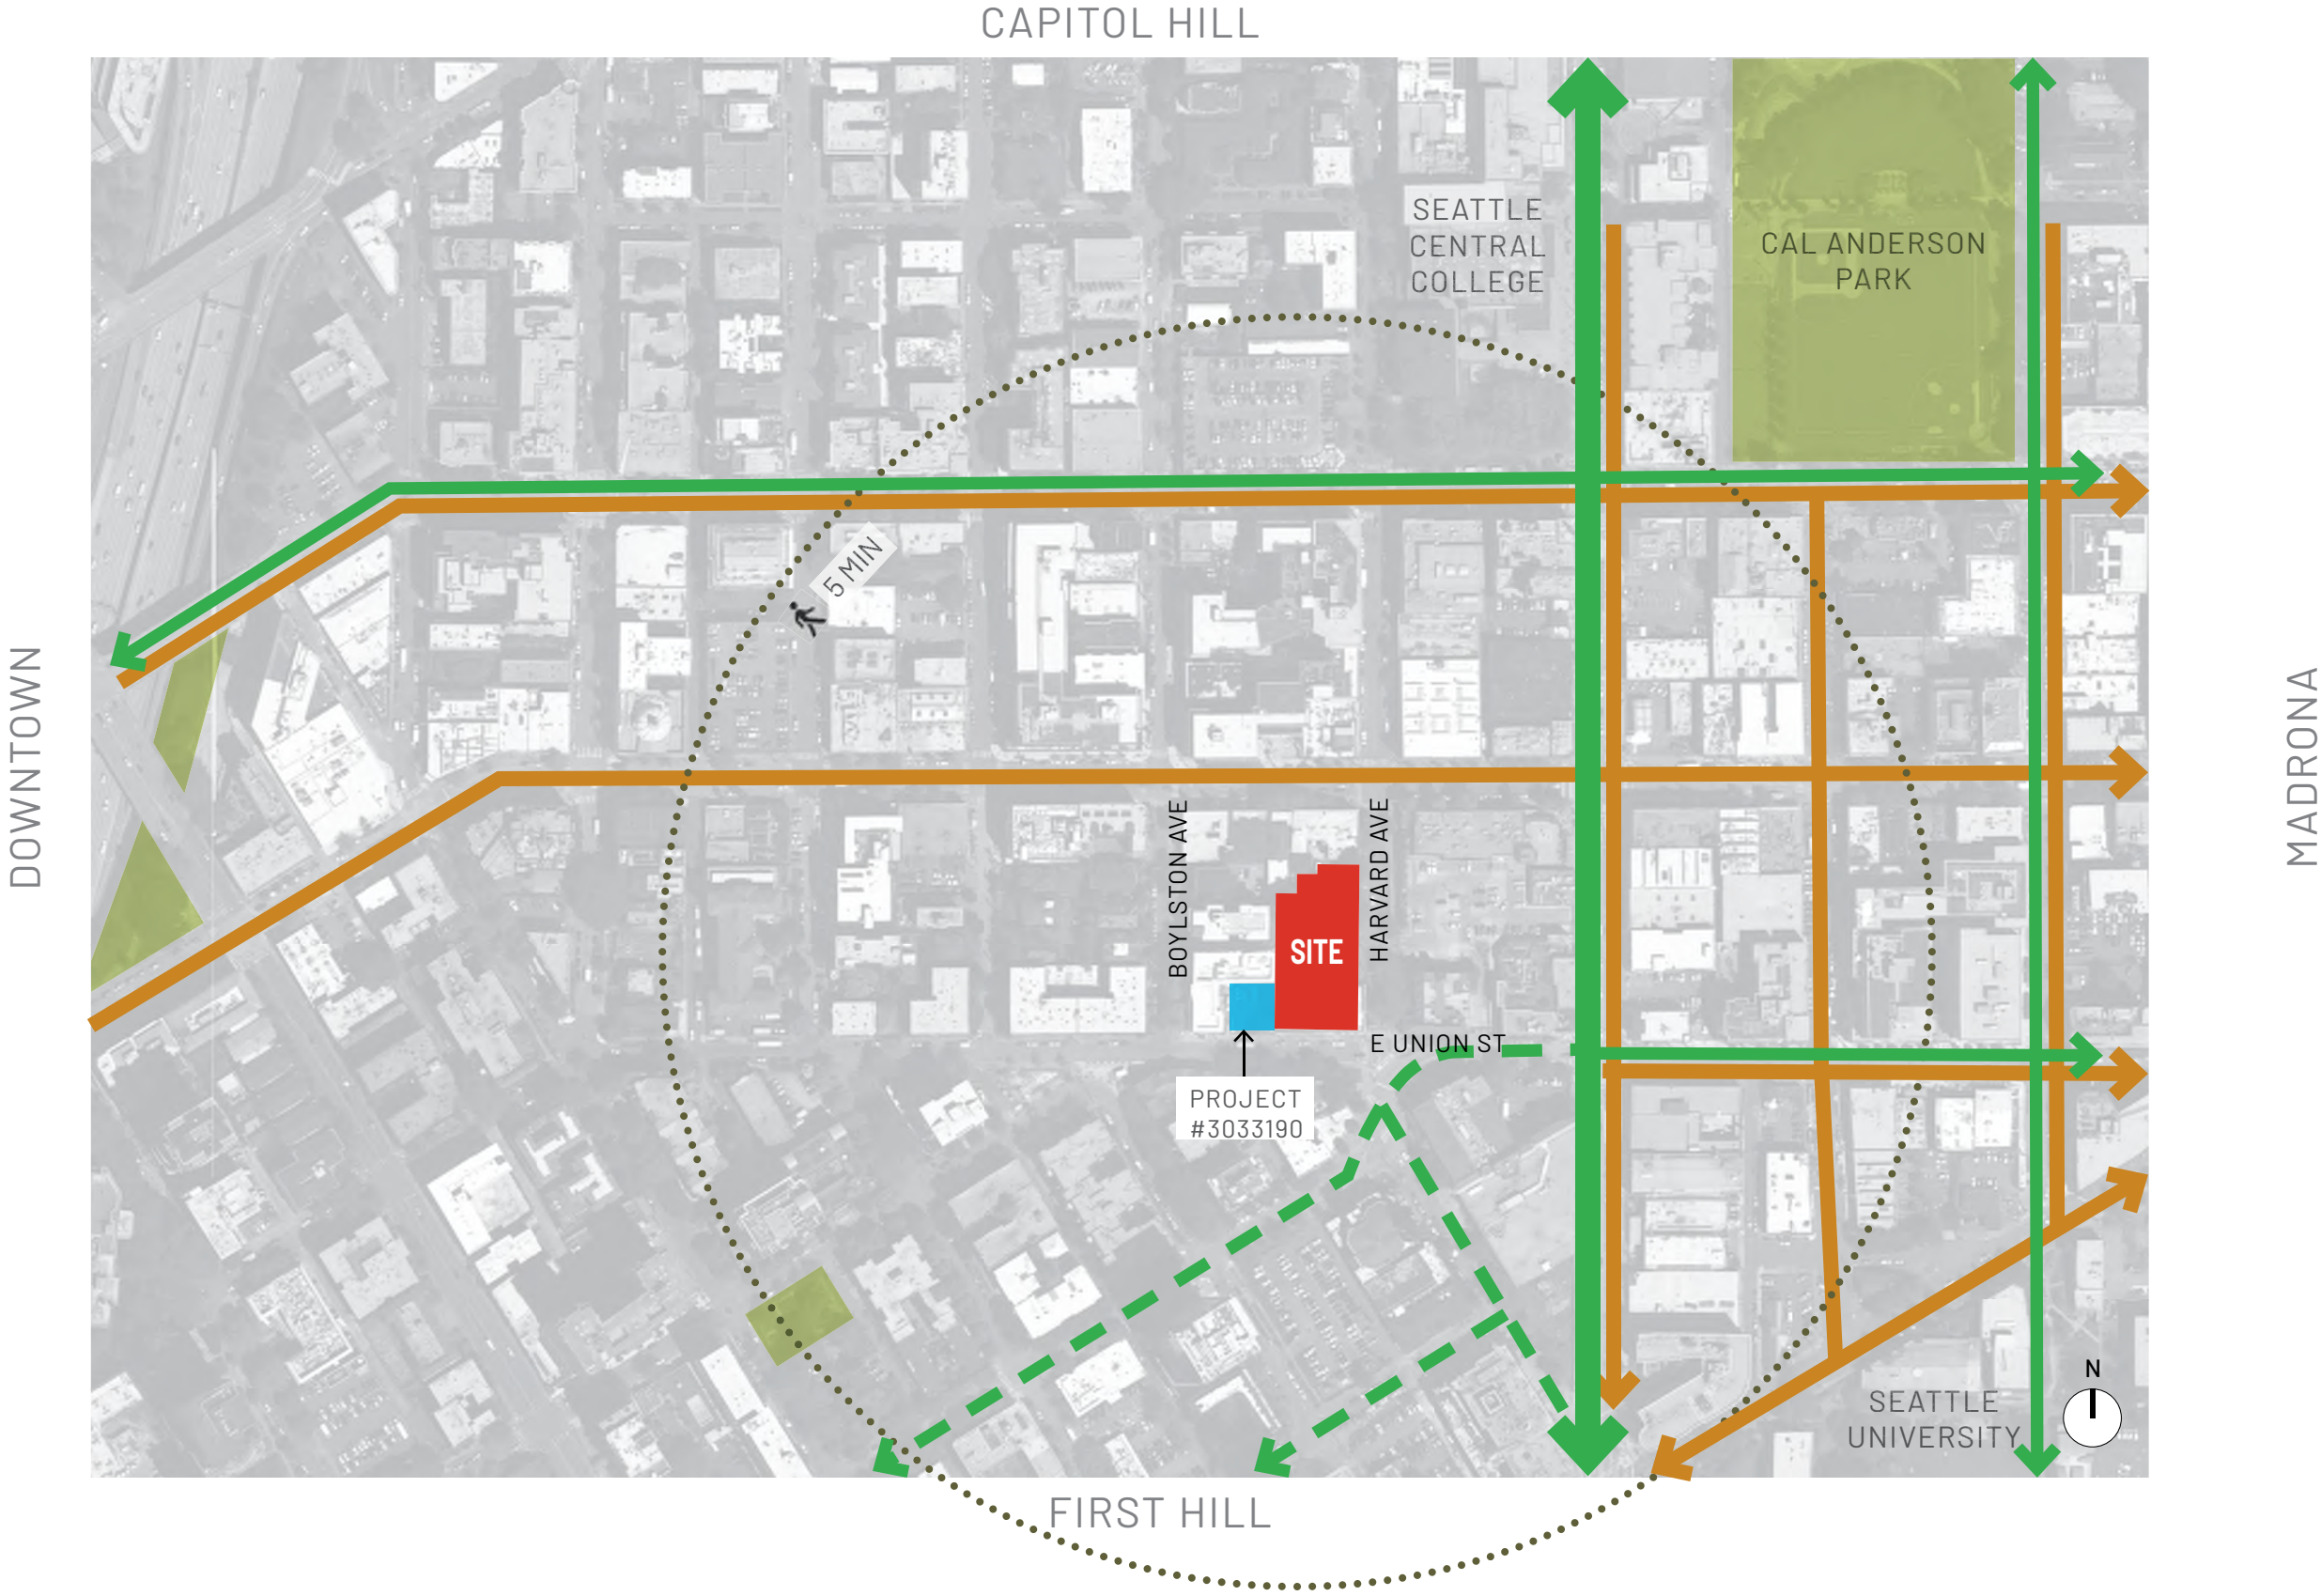 CAPITOL HILL
SEATTLE
CENTRAL
COLLEGE
CAL ANDERSON
PARK
5 MIN
DOWNTOWN
MADRONA
BOYLSTON AVE
HARVARD AVE
SITE
E UNION ST
PROJECT
#3033190
N
SEATTLE
UNIVERSITY
FIRST HILL